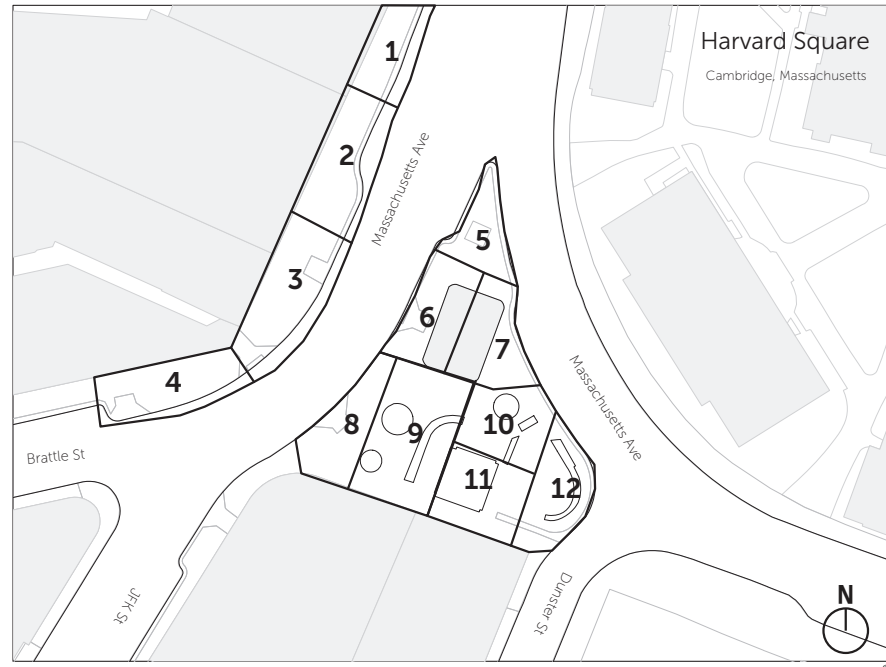 Harvard Square
Cambridge, Massachusetts
1
2
Massachusetts Ave
3
4
5
6
7
Massachusetts Ave
8
9
10
11
12
Brattle St
JFK St
Dunster St
N